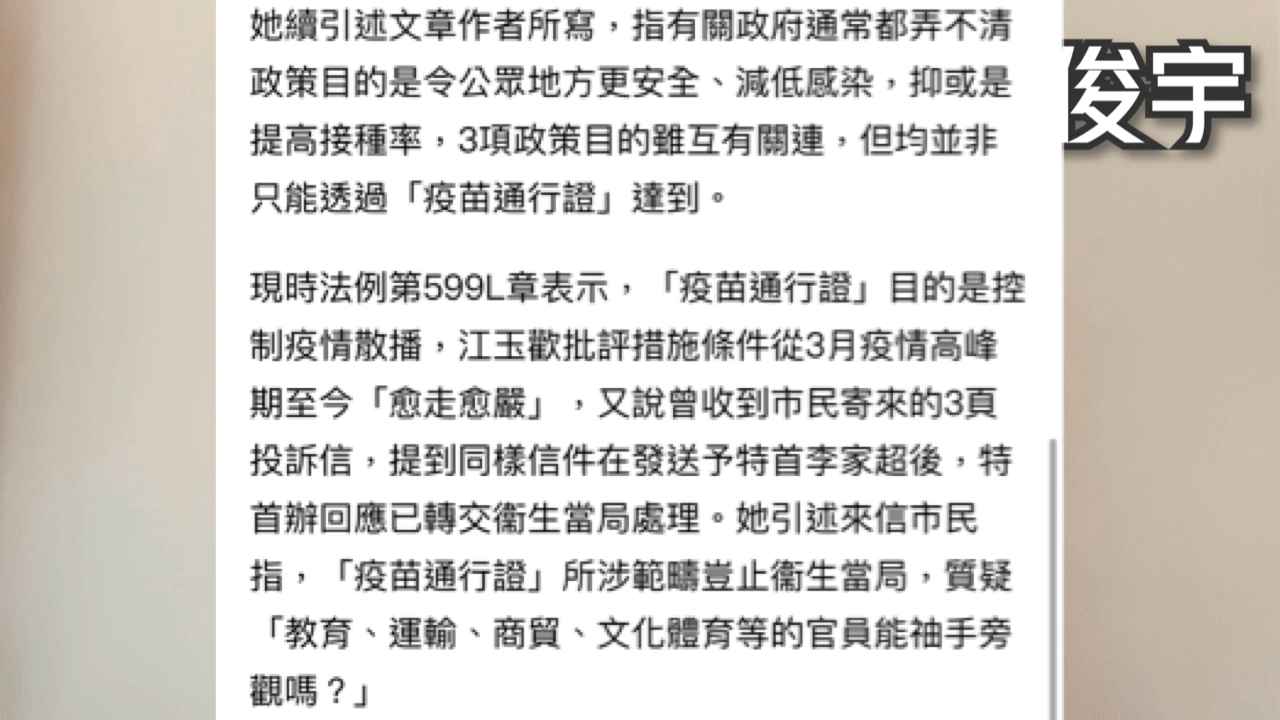 她續引述文章作者所寫，指有關政府通常都弄不清
政策目的是令公眾地方更安全、減低感染，抑或是
提高接種率，3項政策目的雖互有關連，但均並非
只能透過「疫苗通行證」達到。
現時法例第599L章表示，「疫苗通行證」目的是控
制疫情散播，江玉歡批評措施條件從3月疫情高峰
期至今「愈走愈嚴」，又說曾收到市民寄來的3頁
投訴信，提到同樣信件在發送予特首李家超後，特
首辦回應已轉交衞生當局處理。她引述來信市民
指，「疫苗通行證」所涉範疇豈止衞生當局，質疑
「教育、運輸、商貿、文化體育等的官員能袖手旁
觀嗎？」
俊宇